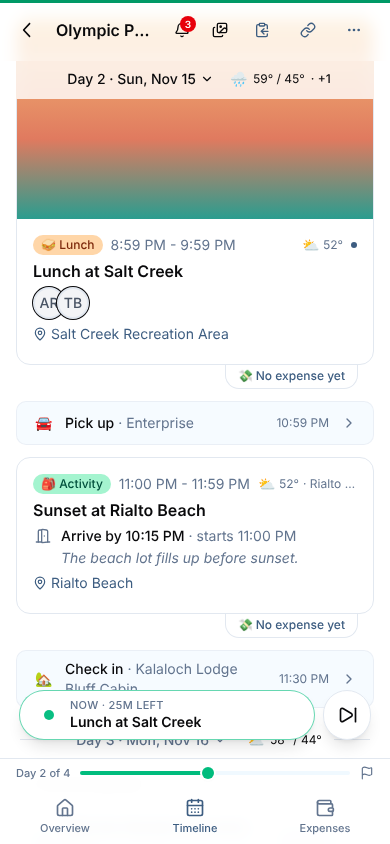 Olympic P...
3
Day 2 · Sun, Nov 15
59° / 45° · +1
Lunch
8:59 PM - 9:59 PM
52°
Lunch at Salt Creek
AR TB
Salt Creek Recreation Area
No expense yet
Pick up · Enterprise
10:59 PM
Activity
11:00 PM - 11:59 PM
52° · Rialto ...
Sunset at Rialto Beach
Arrive by 10:15 PM · starts 11:00 PM
The beach lot fills up before sunset.
Rialto Beach
No expense yet
Check in · Kalaloch Lodge
Bluff Cabin
11:30 PM
NOW · 25M LEFT
Lunch at Salt Creek
Day 3 · Mon, Nov 16
58° / 44°
Day 2 of 4
Overview
Timeline
Expenses